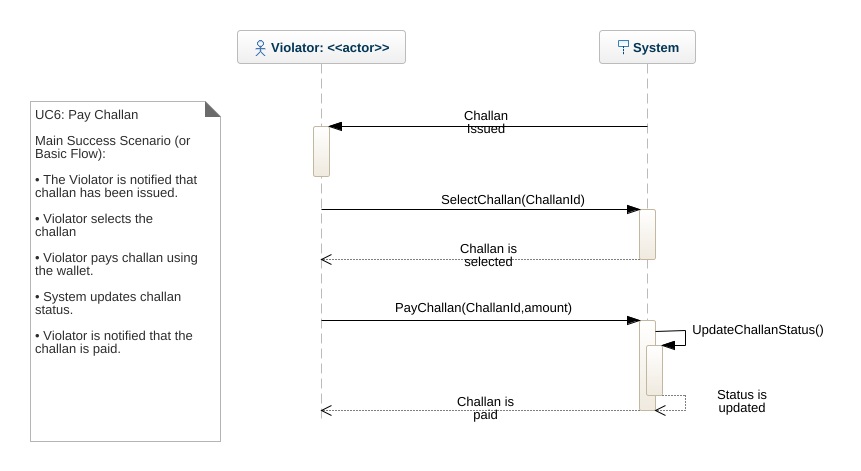 Violator: <<actor>>
System
UC6: Pay Challan
Main Success Scenario (or
Basic Flow):
• The Violator is notified that
challan has been issued.
• Violator selects the
challan
• Violator pays challan using
the wallet.
• System updates challan
status.
• Violator is notified that the
challan is paid.
Challan
Issued
SelectChallan(ChallanId)
Challan is
selected
PayChallan(ChallanId,amount)
UpdateChallanStatus()
Status is
updated
Challan is
paid